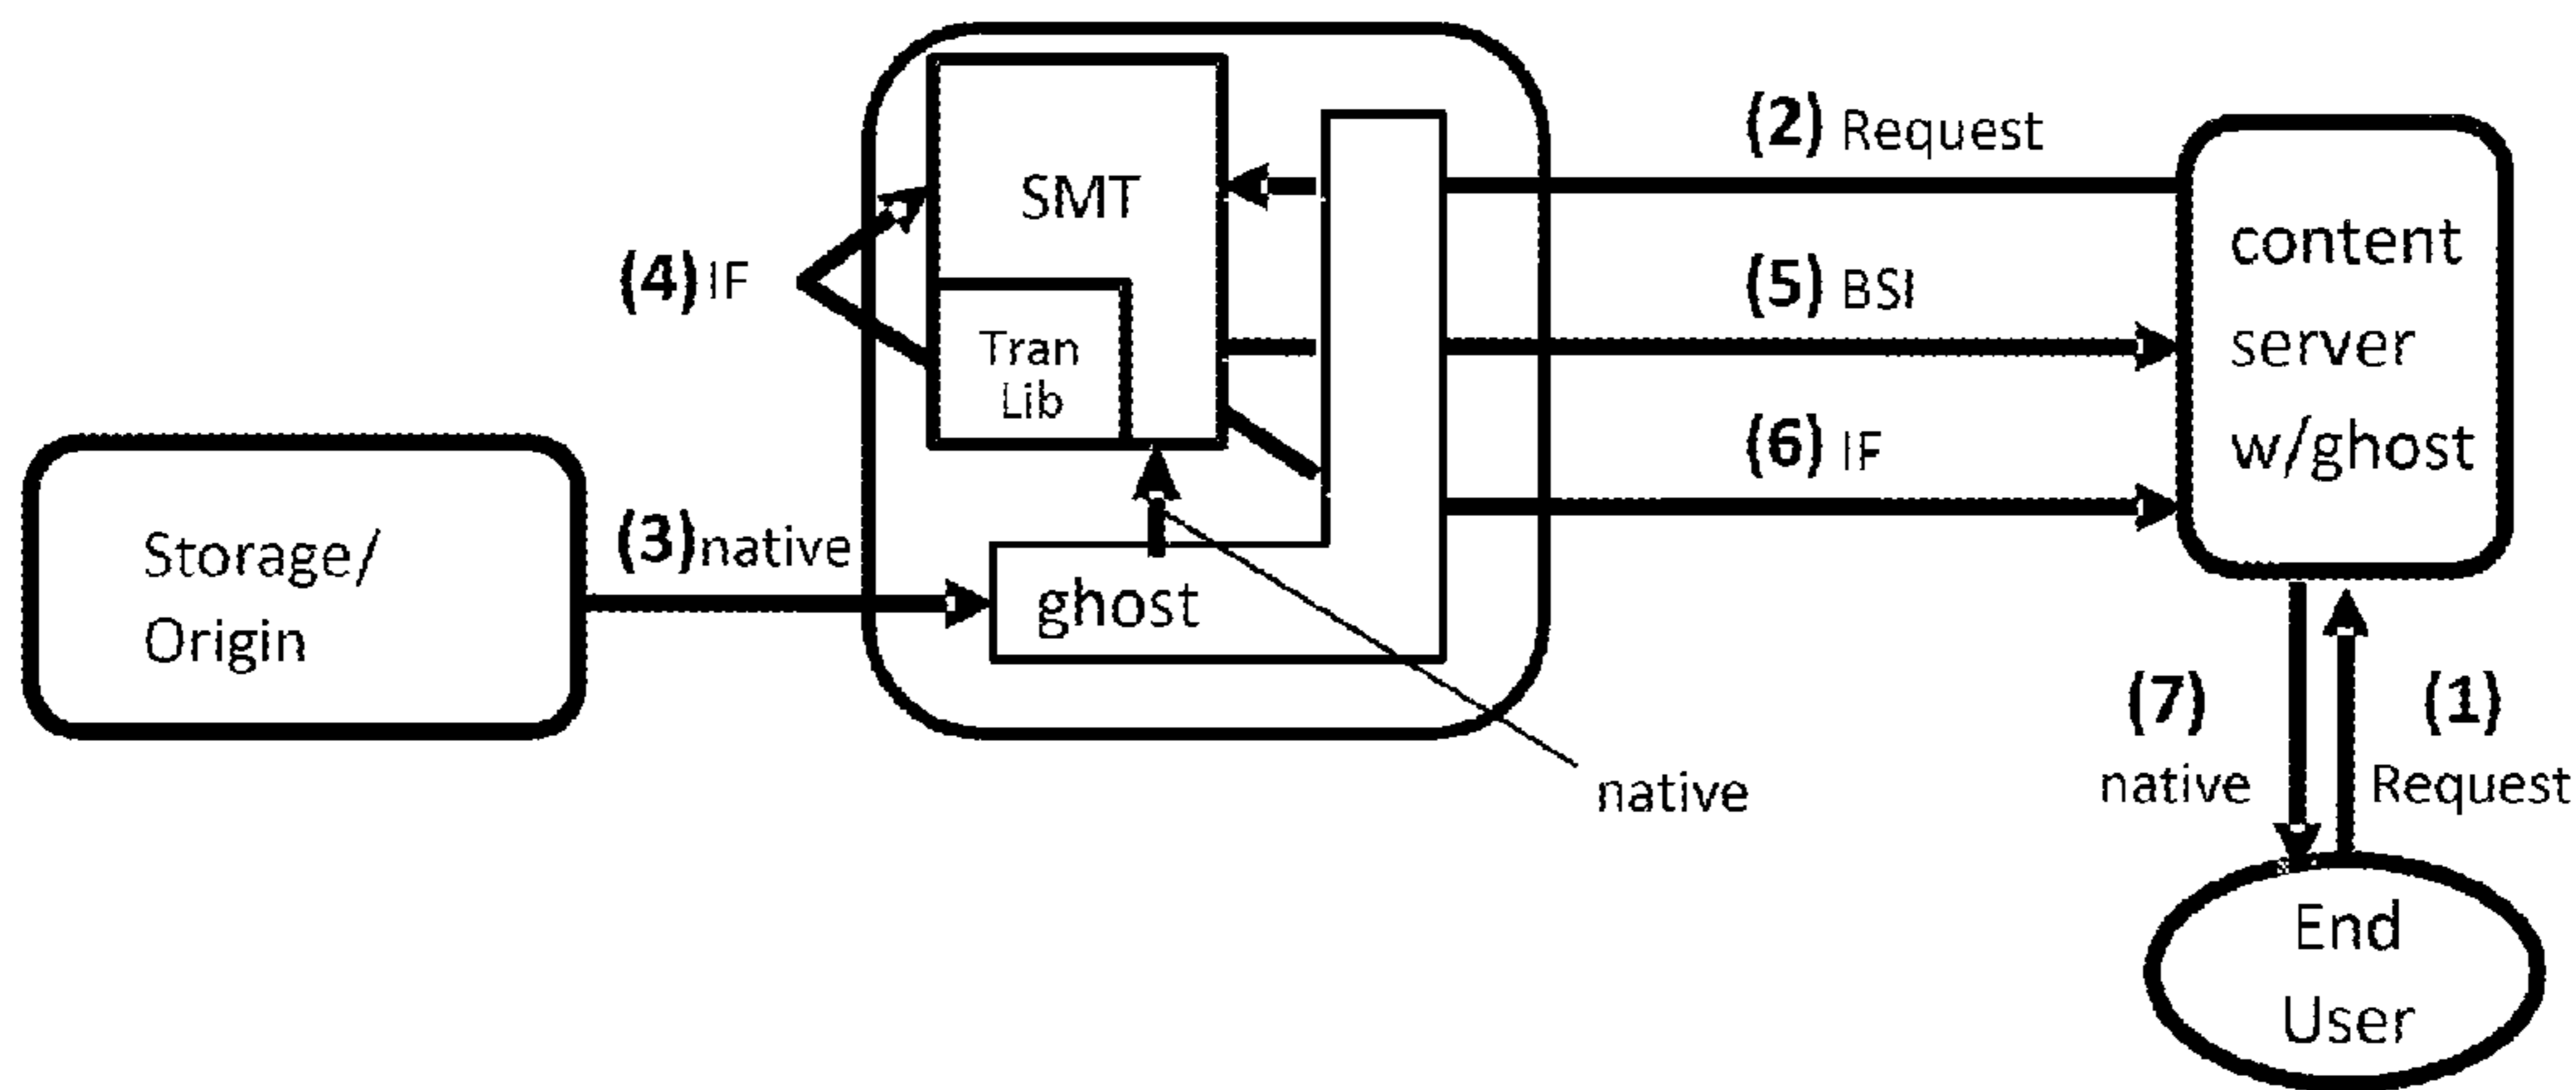 (2) Request
SMT
content
server
w/ghost
(4) IF
(5) BSI
Tran
Lib
(6) IF
Storage/
Origin
(3) native
ghost
native
(7)
native
(1)
Request
End
User